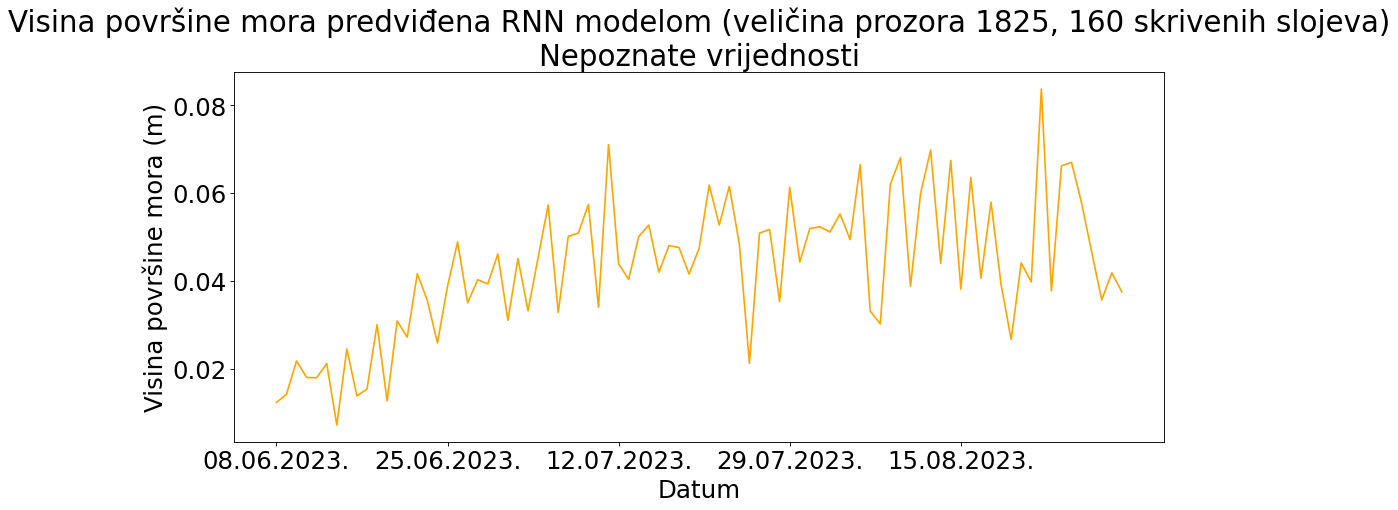 Visina površine mora predviđena RNN modelom (veličina prozora 1825, 160 skrivenih slojeva)
Nepoznate vrijednosti
Visina površine mora (m)
0.08
0.06
0.04
0.02
08.06.2023. 25.06.2023. 12.07.2023. 29.07.2023. 15.08.2023.
Datum